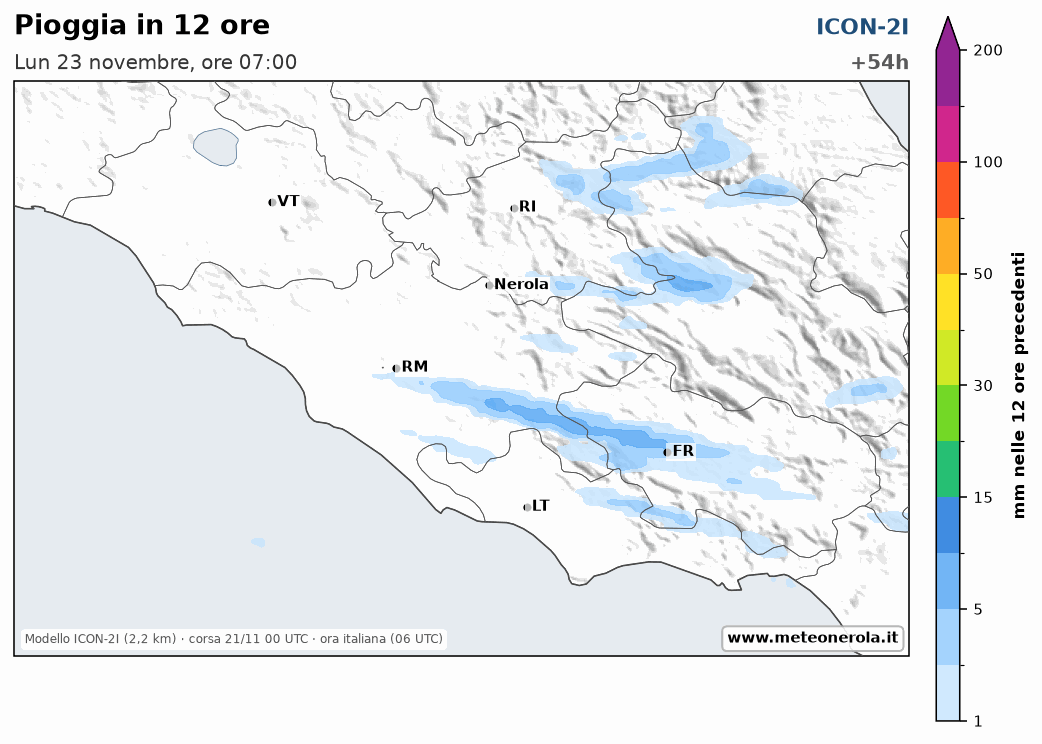 Pioggia in 12 ore
ICON-2I
Lun 23 novembre, ore 07:00
+54h
VT
RI
Nerola
RM
FR
LT
Modello ICON-2I (2,2 km) · corsa 21/11 00 UTC · ora italiana (06 UTC)
www.meteonerola.it
200
100
50
30
15
5
1
mm nelle 12 ore precedenti